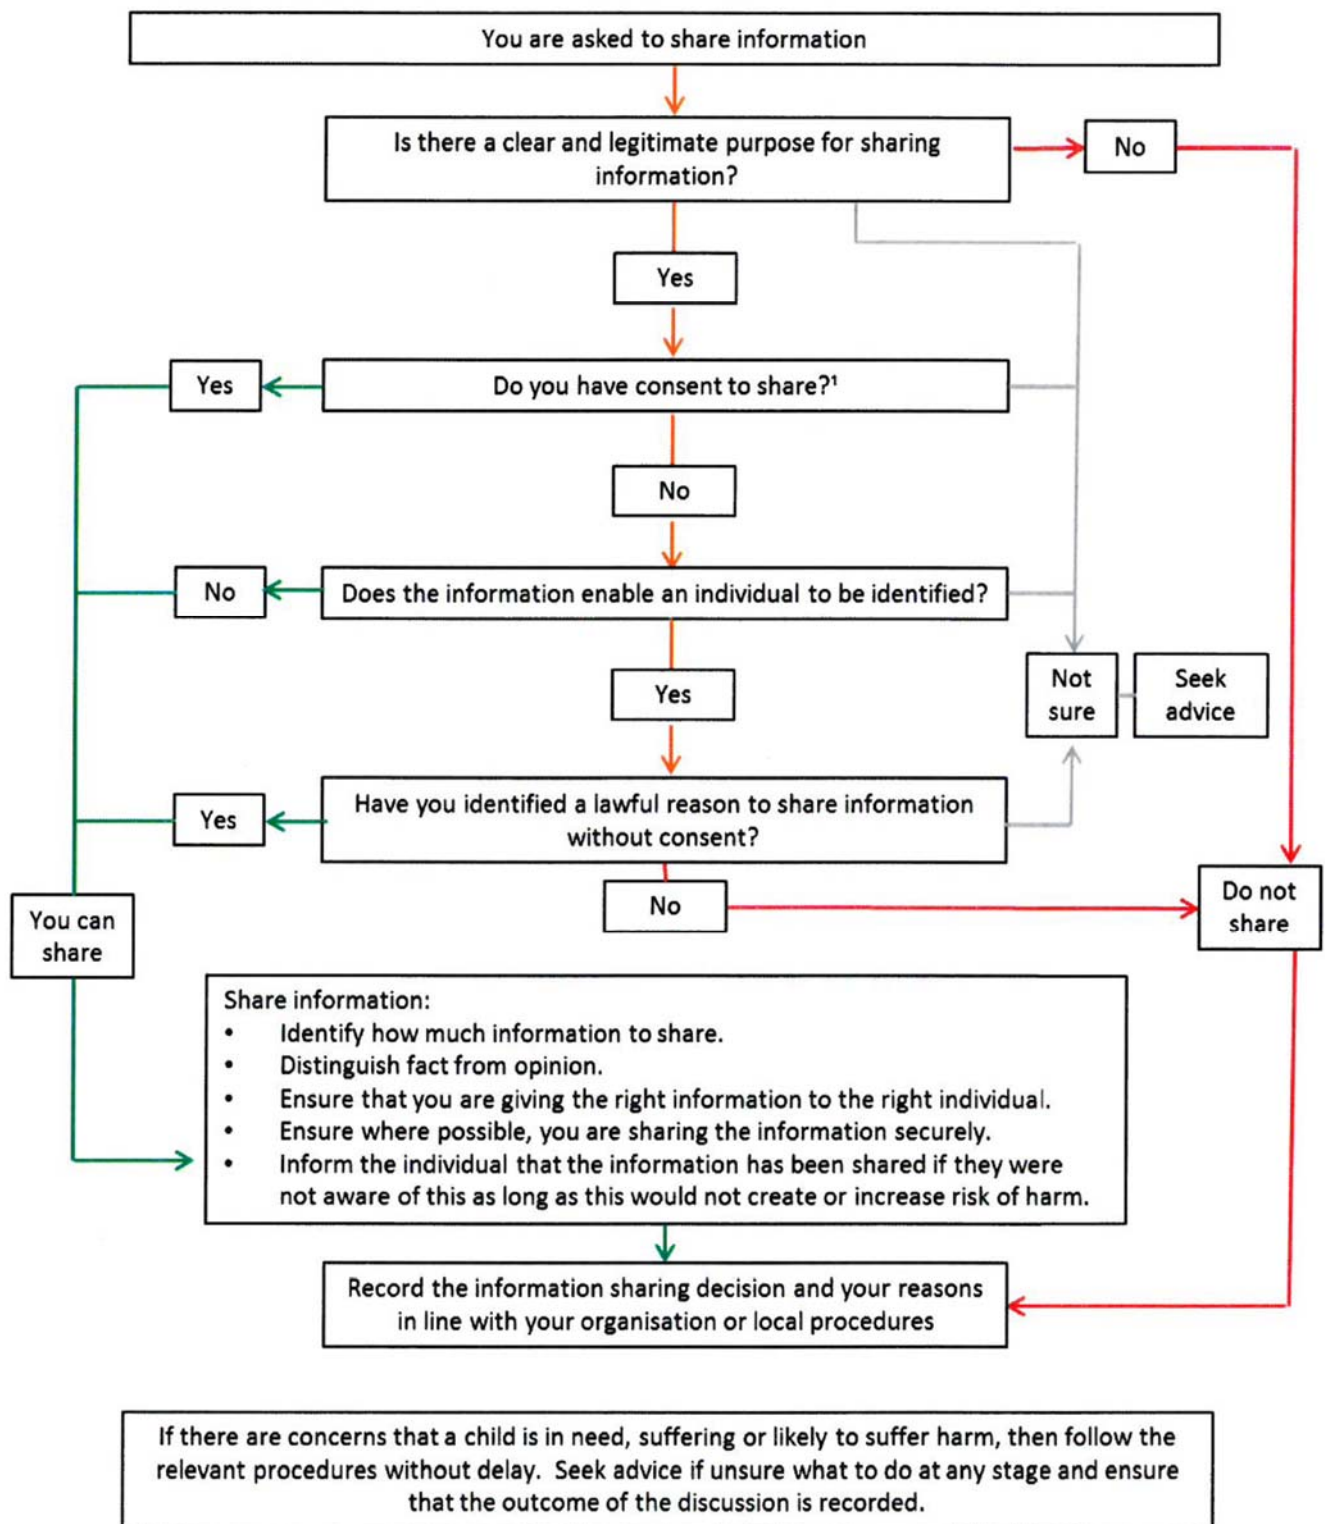 You are asked to share information
Is there a clear and legitimate purpose for sharing
information?
No
Yes
Yes
Do you have consent to share?¹
No
No
Does the information enable an individual to be identified?
Yes
Not
sure
Seek
advice
Yes
Have you identified a lawful reason to share information
without consent?
No
Do not
share
You can
share
Share information:
• Identify how much information to share.
• Distinguish fact from opinion.
• Ensure that you are giving the right information to the right individual.
• Ensure where possible, you are sharing the information securely.
• Inform the individual that the information has been shared if they were
not aware of this as long as this would not create or increase risk of harm.
Record the information sharing decision and your reasons
in line with your organisation or local procedures
If there are concerns that a child is in need, suffering or likely to suffer harm, then follow the
relevant procedures without delay. Seek advice if unsure what to do at any stage and ensure
that the outcome of the discussion is recorded.